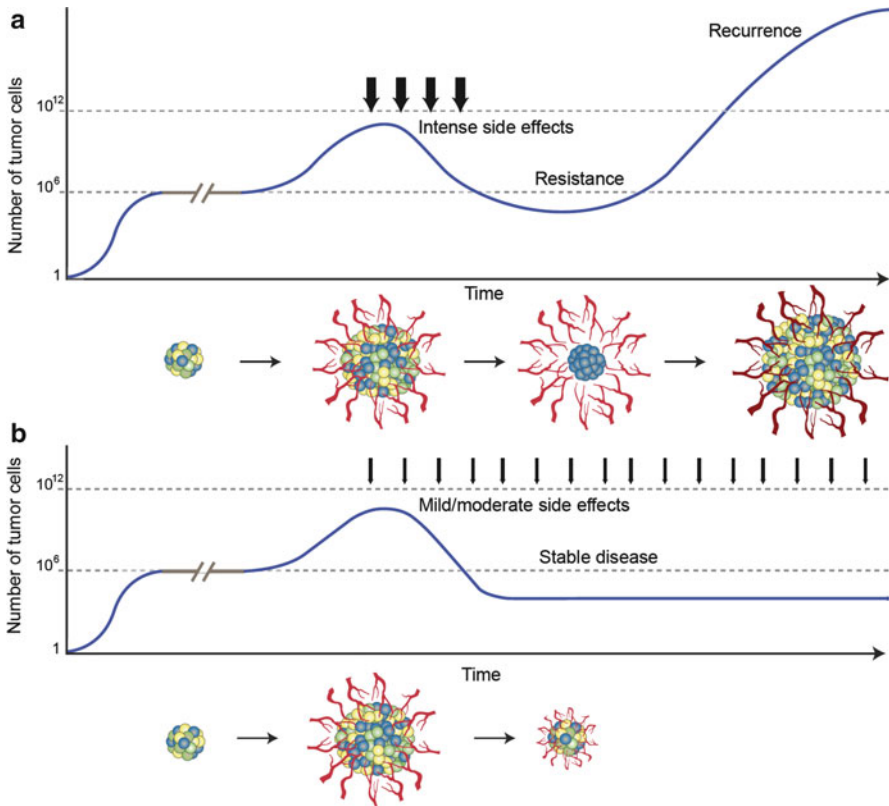 a
Number of tumor cells
10^12
10^6
1
Recurrence
Intense side effects
Resistance
Time
b
Number of tumor cells
10^12
10^6
1
Mild/moderate side effects
Stable disease
Time